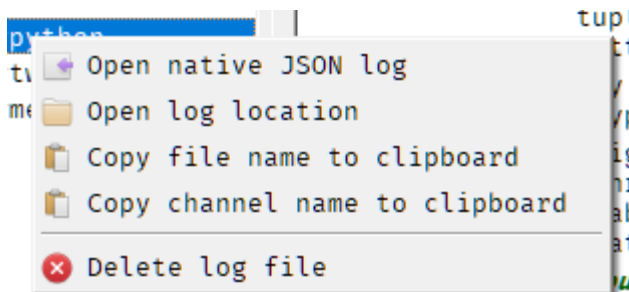 python
tup
Open native JSON log
Open log location
Copy file name to clipboard
Copy channel name to clipboard
Delete log file